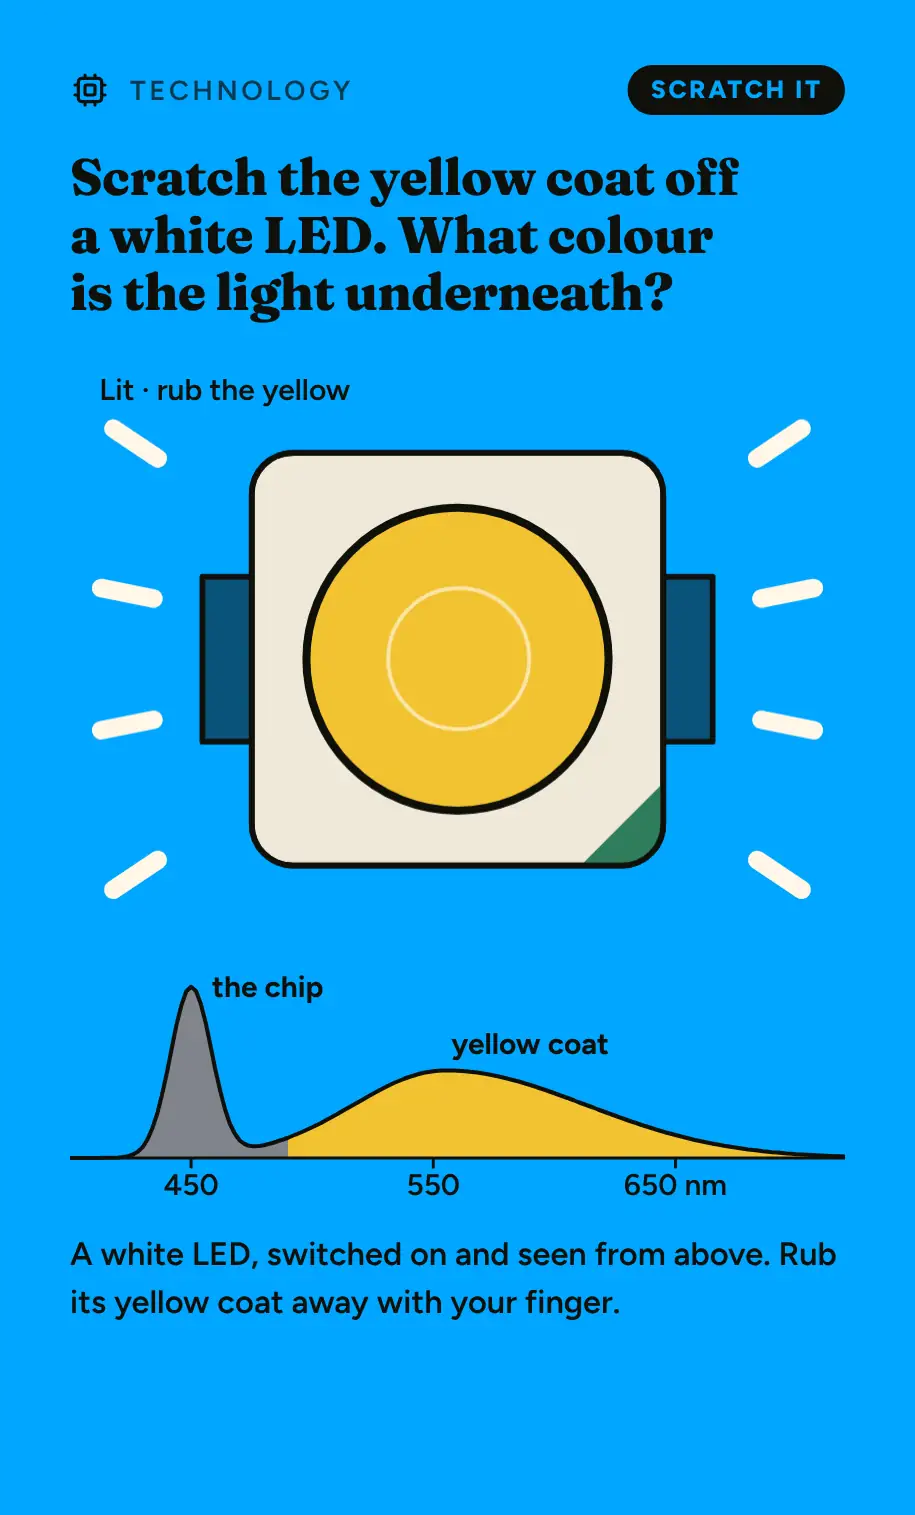 TECHNOLOGY
SCRATCH IT
Scratch the yellow coat off
a white LED. What colour
is the light underneath?
Lit · rub the yellow
the chip
yellow coat
450
550
650 nm
A white LED, switched on and seen from above. Rub
its yellow coat away with your finger.